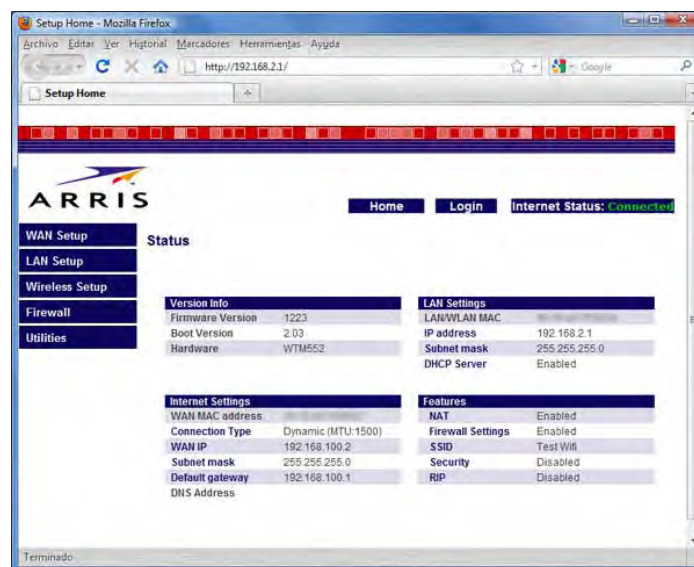 Setup Home - Mozilla Firefox
Archivo Editar Ver Historial Marcadores Herramientas Ayuda
http://192.168.2.1/
Google
Setup Home
ARRIS
Home Login Internet Status: Connected
WAN Setup
LAN Setup
Wireless Setup
Firewall
Utilities
Status
Version Info
Firmware Version 1223
Boot Version 2.03
Hardware WTM552
LAN Settings
LAN/WLAN MAC
IP address 192.168.2.1
Subnet mask 255.255.255.0
DHCP Server Enabled
Internet Settings
WAN MAC address
Connection Type Dynamic (MTU:1500)
WAN IP 192.168.100.2
Subnet mask 255.255.255.0
Default gateway 192.168.100.1
DNS Address
Features
NAT Enabled
Firewall Settings Enabled
SSID Test Wifi
Security Disabled
RIP Disabled
Terminado